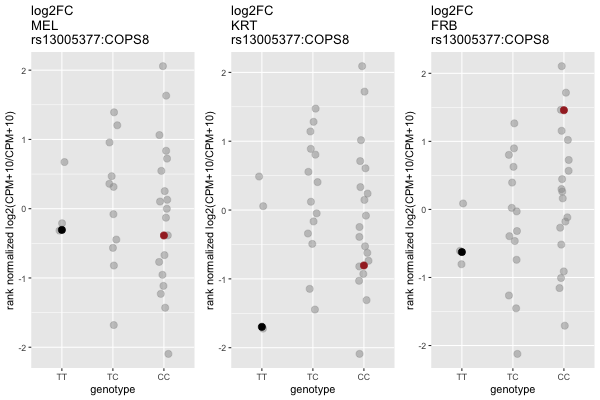 log2FC
MEL
rs13005377:COPS8
rank normalized log2(CPM+10/CPM+10)
2
1
0
-1
-2
TT
TC
CC
genotype
log2FC
KRT
rs13005377:COPS8
rank normalized log2(CPM+10/CPM+10)
2
1
0
-1
-2
TT
TC
CC
genotype
log2FC
FRB
rs13005377:COPS8
rank normalized log2(CPM+10/CPM+10)
2
1
0
-1
-2
TT
TC
CC
genotype